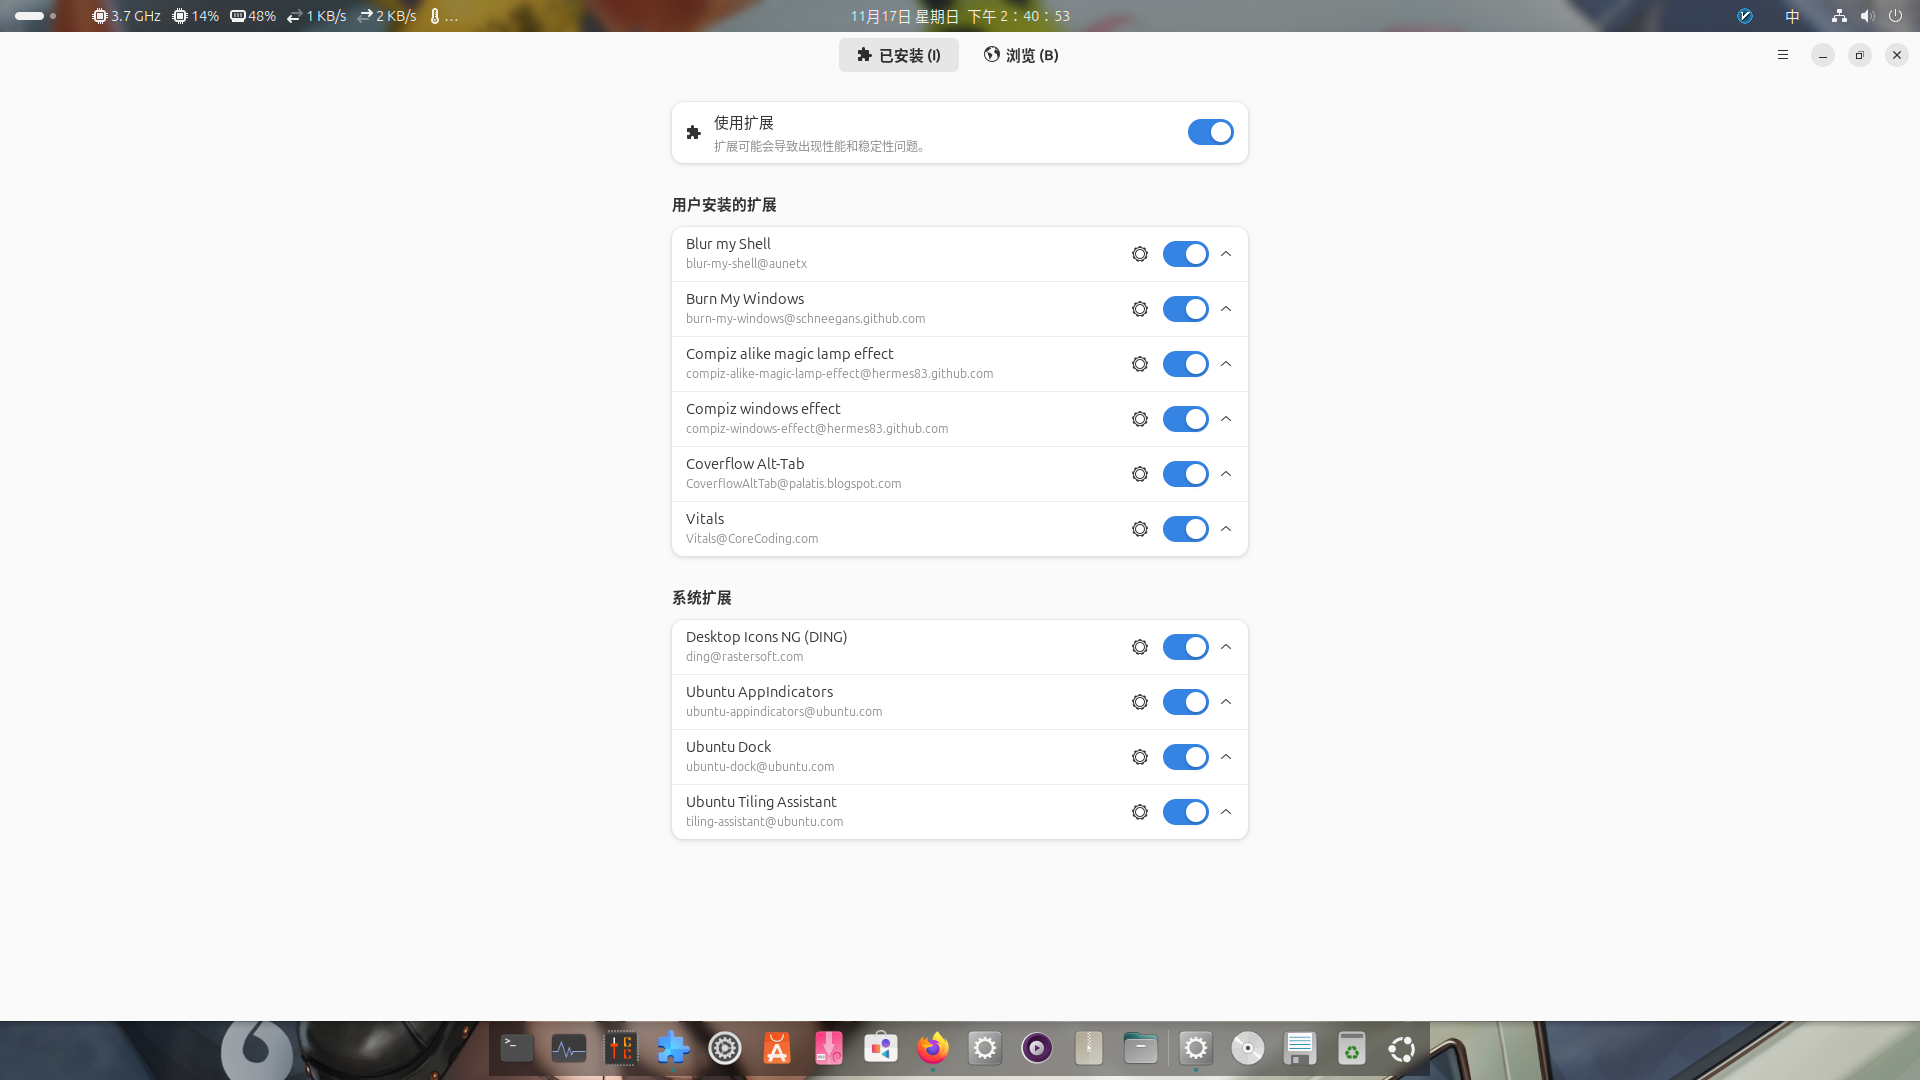 3.7 GHz 14% 48% 1 KB/s 2 KB/s …
11月17日 星期日 下午 2：40：53
中
已安装 (I) 浏览 (B)
使用扩展
扩展可能会导致出现性能和稳定性问题。
用户安装的扩展
Blur my Shell
blur-my-shell@aunetx
Burn My Windows
burn-my-windows@schneegans.github.com
Compiz alike magic lamp effect
compiz-alike-magic-lamp-effect@hermes83.github.com
Compiz windows effect
compiz-windows-effect@hermes83.github.com
Coverflow Alt-Tab
CoverflowAltTab@palatis.blogspot.com
Vitals
Vitals@CoreCoding.com
系统扩展
Desktop Icons NG (DING)
ding@rastersoft.com
Ubuntu AppIndicators
ubuntu-appindicators@ubuntu.com
Ubuntu Dock
ubuntu-dock@ubuntu.com
Ubuntu Tiling Assistant
tiling-assistant@ubuntu.com